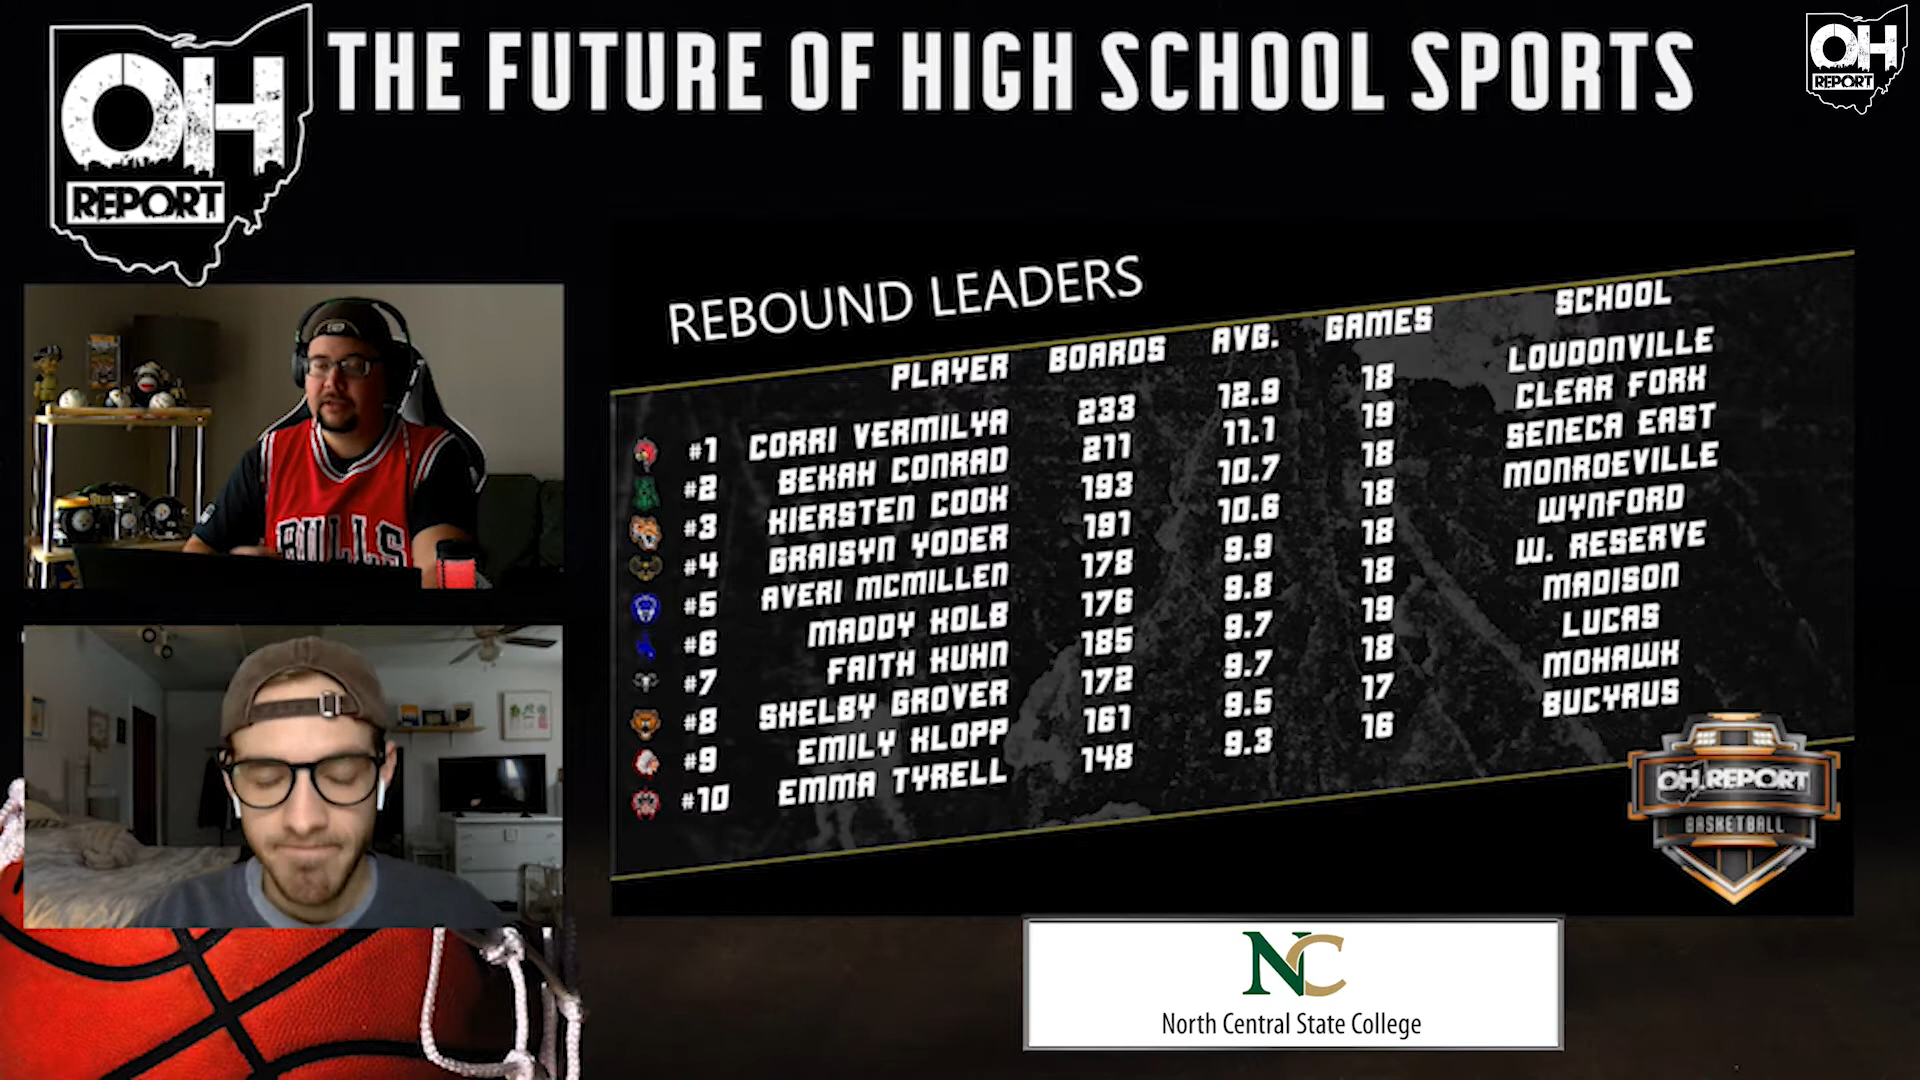 OH
REPORT
THE FUTURE OF HIGH SCHOOL SPORTS
OH
REPORT
REBOUND LEADERS
PLAYER BOARDS AVG. GAMES SCHOOL
#1 CORRI VERMILYA 233 12.9 18 LOUDONVILLE
#2 BEKAH CONRAD 211 11.1 19 CLEAR FORK
#3 KIERSTEN COOK 193 10.7 18 SENECA EAST
#4 GRAISYN YODER 191 10.6 18 MONROEVILLE
#5 AVERI MCMILLEN 178 9.9 18 WYNFORD
#6 MADDY KOLB 176 9.8 18 W. RESERVE
#7 FAITH KUHN 185 9.7 19 MADISON
#8 SHELBY GROVER 172 9.7 18 LUCAS
#9 EMILY KLOPP 161 9.5 17 MOHAWK
#10 EMMA TYRELL 148 9.3 16 BUCYRUS
BULLS
OH REPORT
BASKETBALL
NC
North Central State College